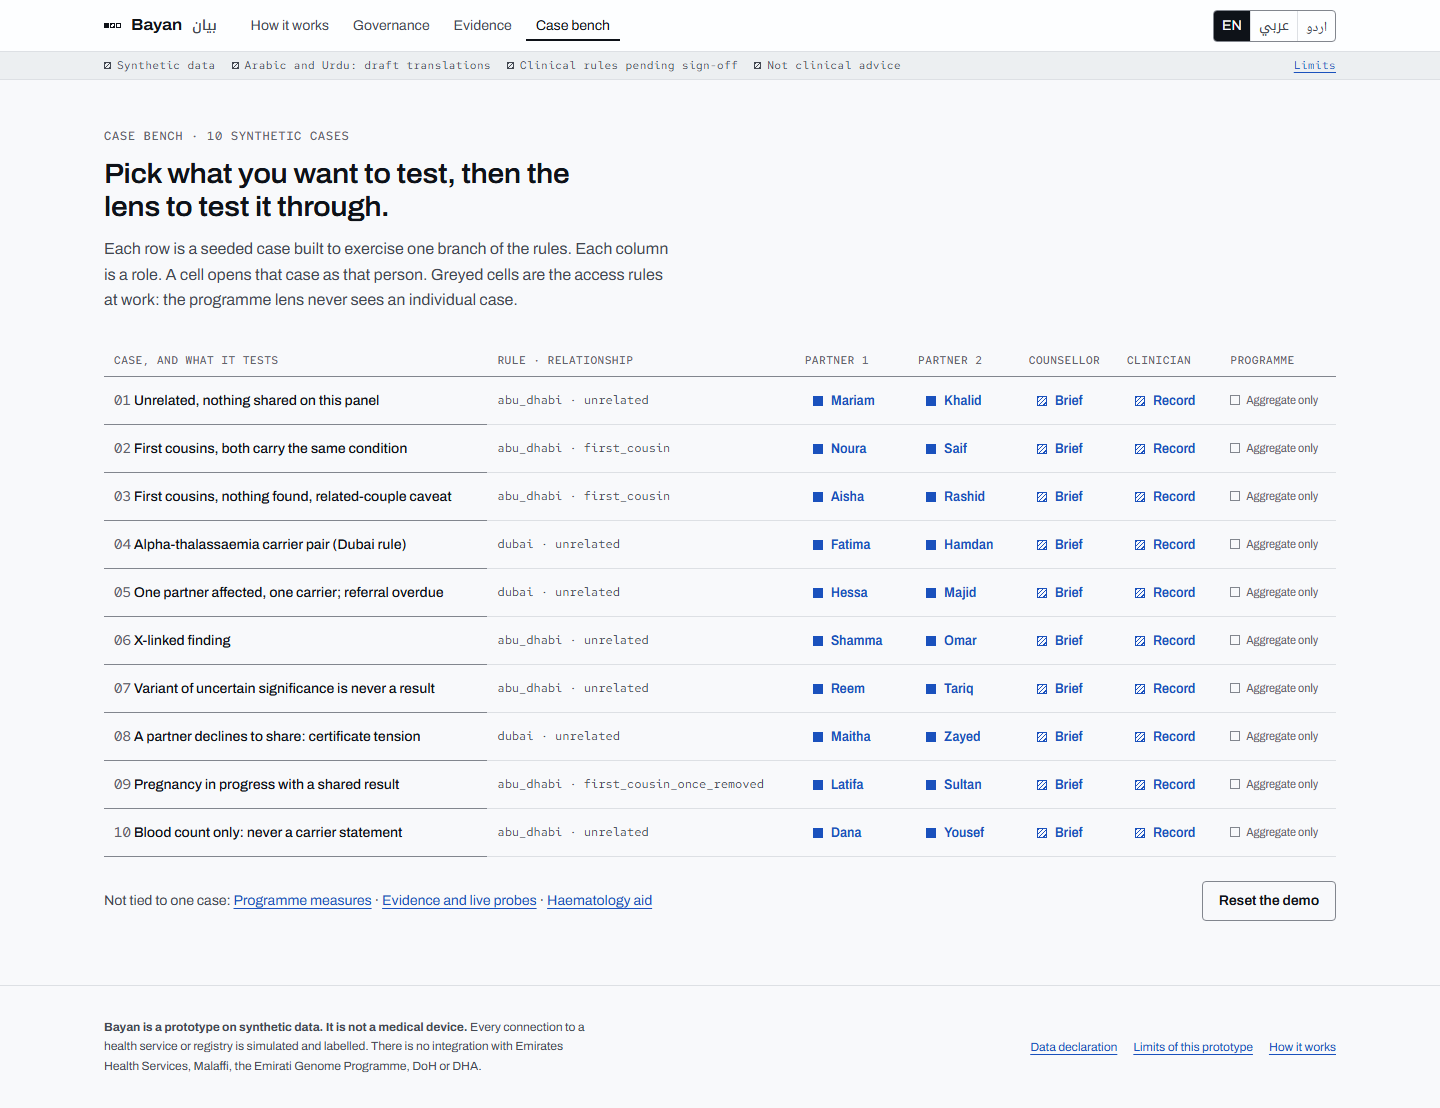 Bayan بيان How it works Governance Evidence Case bench EN عربي اردو
Synthetic data Arabic and Urdu: draft translations Clinical rules pending sign-off Not clinical advice Limits
CASE BENCH · 10 SYNTHETIC CASES
Pick what you want to test, then the
lens to test it through.
Each row is a seeded case built to exercise one branch of the rules. Each column
is a role. A cell opens that case as that person. Greyed cells are the access rules
at work: the programme lens never sees an individual case.
CASE, AND WHAT IT TESTS RULE · RELATIONSHIP PARTNER 1 PARTNER 2 COUNSELLOR CLINICIAN PROGRAMME
01 Unrelated, nothing shared on this panel abu_dhabi · unrelated Mariam Khalid Brief Record Aggregate only
02 First cousins, both carry the same condition abu_dhabi · first_cousin Noura Saif Brief Record Aggregate only
03 First cousins, nothing found, related-couple caveat abu_dhabi · first_cousin Aisha Rashid Brief Record Aggregate only
04 Alpha-thalassaemia carrier pair (Dubai rule) dubai · unrelated Fatima Hamdan Brief Record Aggregate only
05 One partner affected, one carrier; referral overdue dubai · unrelated Hessa Majid Brief Record Aggregate only
06 X-linked finding abu_dhabi · unrelated Shamma Omar Brief Record Aggregate only
07 Variant of uncertain significance is never a result abu_dhabi · unrelated Reem Tariq Brief Record Aggregate only
08 A partner declines to share: certificate tension dubai · unrelated Maitha Zayed Brief Record Aggregate only
09 Pregnancy in progress with a shared result abu_dhabi · first_cousin_once_removed Latifa Sultan Brief Record Aggregate only
10 Blood count only: never a carrier statement abu_dhabi · unrelated Dana Yousef Brief Record Aggregate only
Not tied to one case: Programme measures · Evidence and live probes · Haematology aid Reset the demo
Bayan is a prototype on synthetic data. It is not a medical device. Every connection to a
health service or registry is simulated and labelled. There is no integration with Emirates
Health Services, Malaffi, the Emirati Genome Programme, DoH or DHA.
Data declaration Limits of this prototype How it works